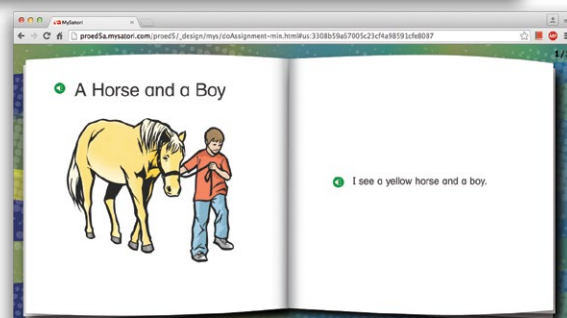 MySatori
proed5a.mysatori.com/proed5/_design/mys/doAssignment-min.html#us:3308b59a67005c23cf4a98591cfe8087
A Horse and a Boy
I see a yellow horse and a boy.